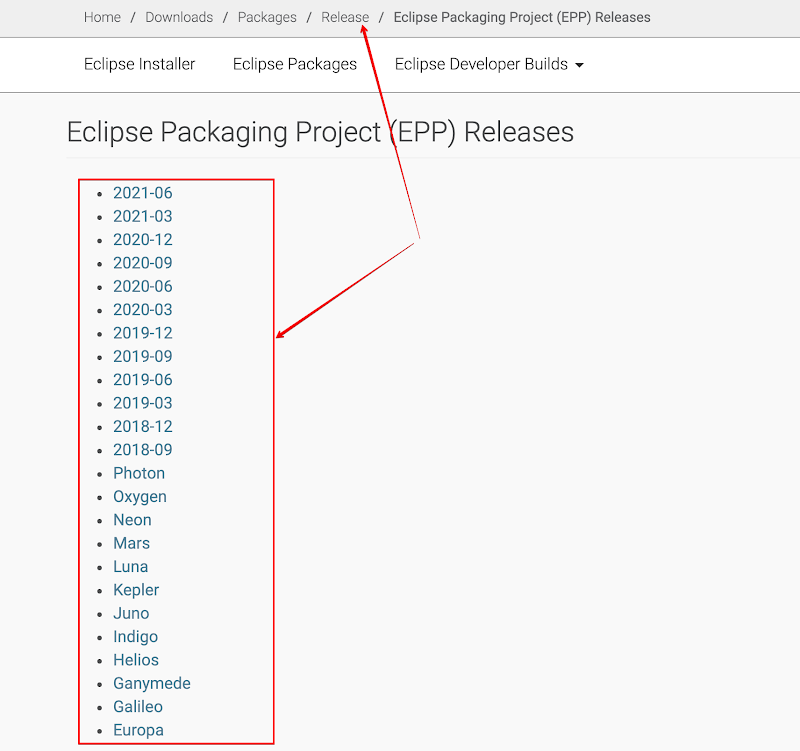 Home / Downloads / Packages / Release / Eclipse Packaging Project (EPP) Releases
Eclipse Installer Eclipse Packages Eclipse Developer Builds
Eclipse Packaging Project (EPP) Releases
• 2021-06
• 2021-03
• 2020-12
• 2020-09
• 2020-06
• 2020-03
• 2019-12
• 2019-09
• 2019-06
• 2019-03
• 2018-12
• 2018-09
• Photon
• Oxygen
• Neon
• Mars
• Luna
• Kepler
• Juno
• Indigo
• Helios
• Ganymede
• Galileo
• Europa